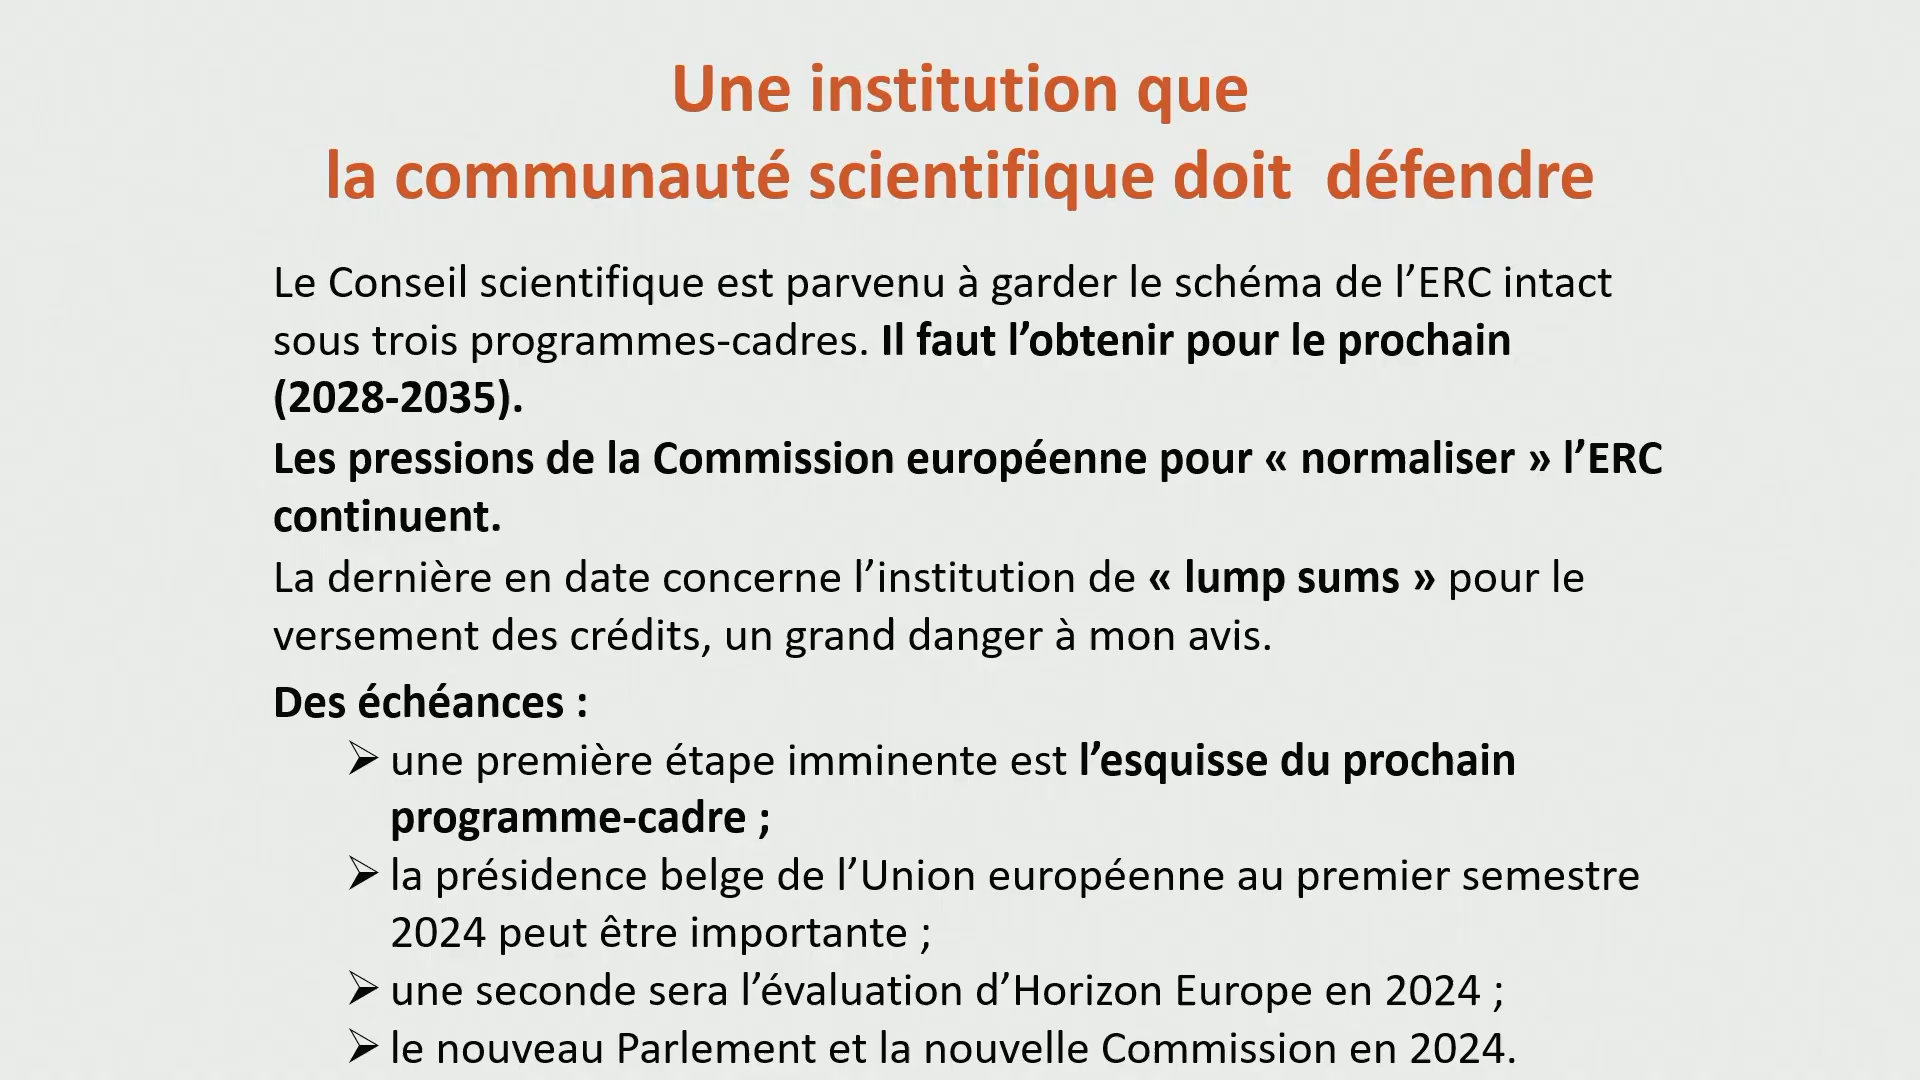 Une institution que
la communauté scientifique doit  défendre
Le Conseil scientifique est parvenu à garder le schéma de l’ERC intact
sous trois programmes-cadres. Il faut l’obtenir pour le prochain
(2028-2035).
Les pressions de la Commission européenne pour « normaliser » l’ERC
continuent.
La dernière en date concerne l’institution de « lump sums » pour le
versement des crédits, un grand danger à mon avis.
Des échéances :
➢ une première étape imminente est l’esquisse du prochain
programme-cadre ;
➢ la présidence belge de l’Union européenne au premier semestre
2024 peut être importante ;
➢ une seconde sera l’évaluation d’Horizon Europe en 2024 ;
➢ le nouveau Parlement et la nouvelle Commission en 2024.